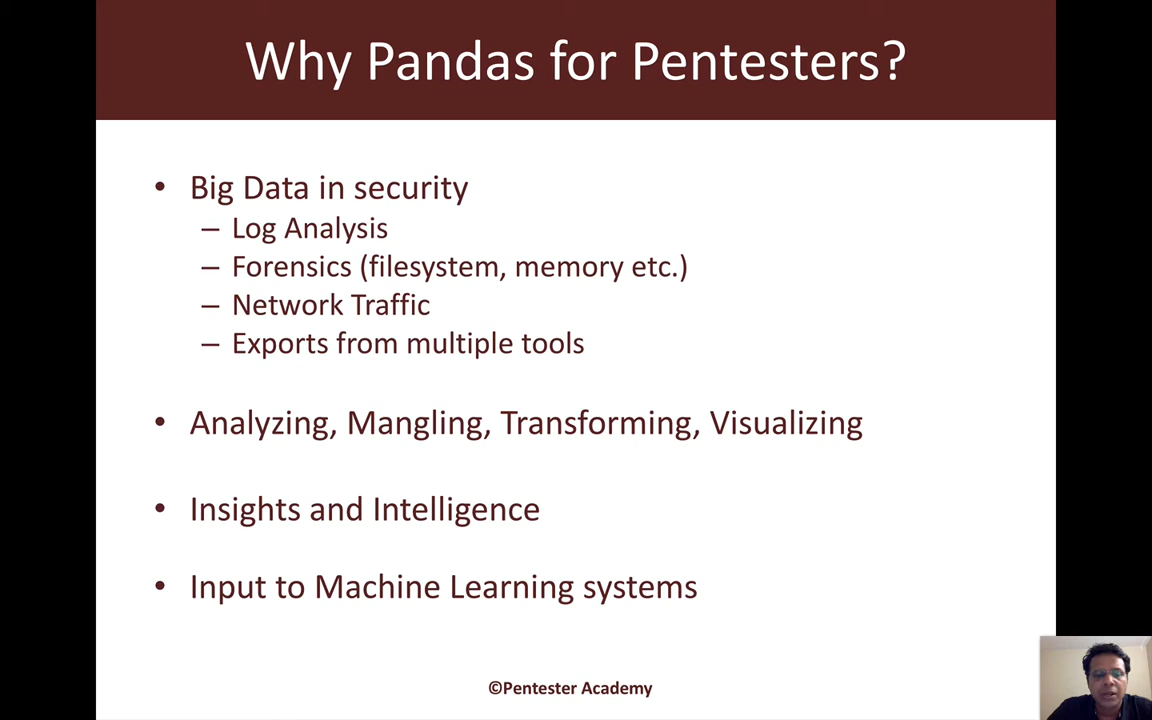 Why Pandas for Pentesters?
• Big Data in security
– Log Analysis
– Forensics (filesystem, memory etc.)
– Network Traffic
– Exports from multiple tools
• Analyzing, Mangling, Transforming, Visualizing
• Insights and Intelligence
• Input to Machine Learning systems
©Pentester Academy